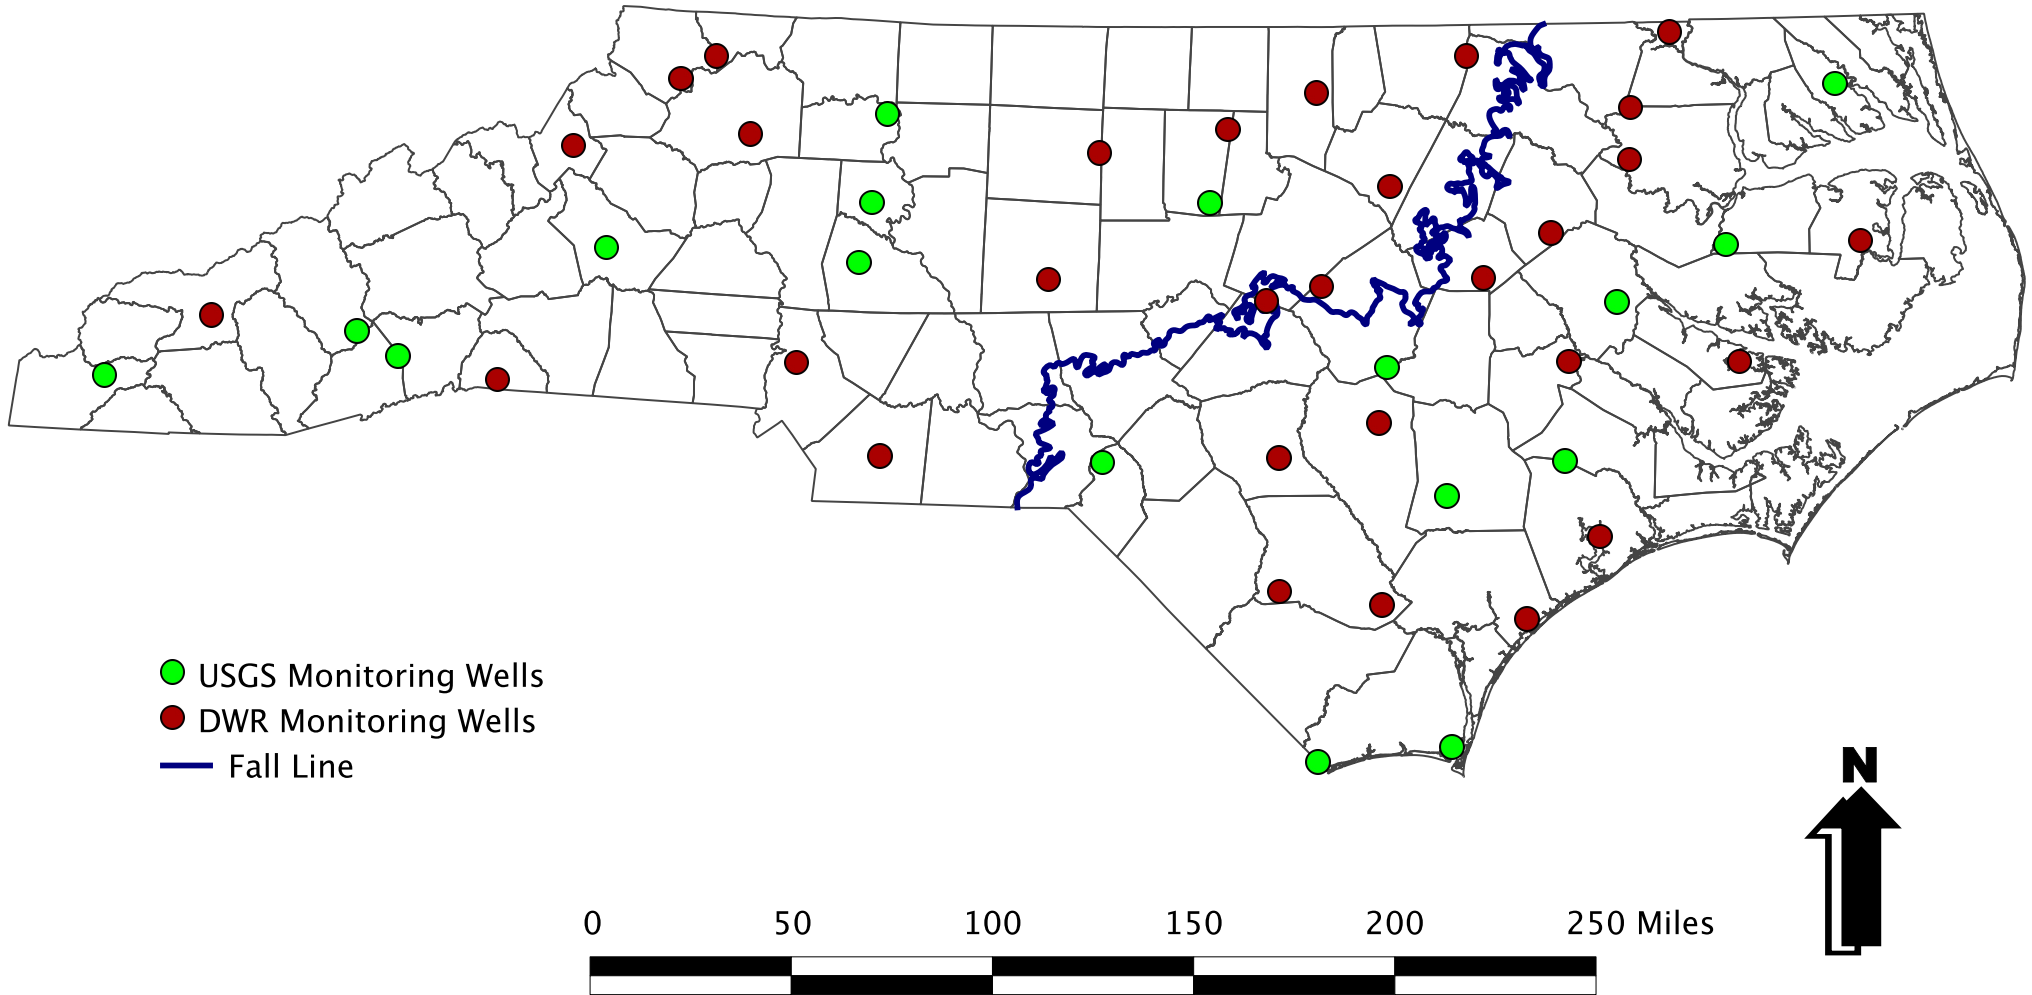 USGS Monitoring Wells
DWR Monitoring Wells
Fall Line
N
0 50 100 150 200 250 Miles